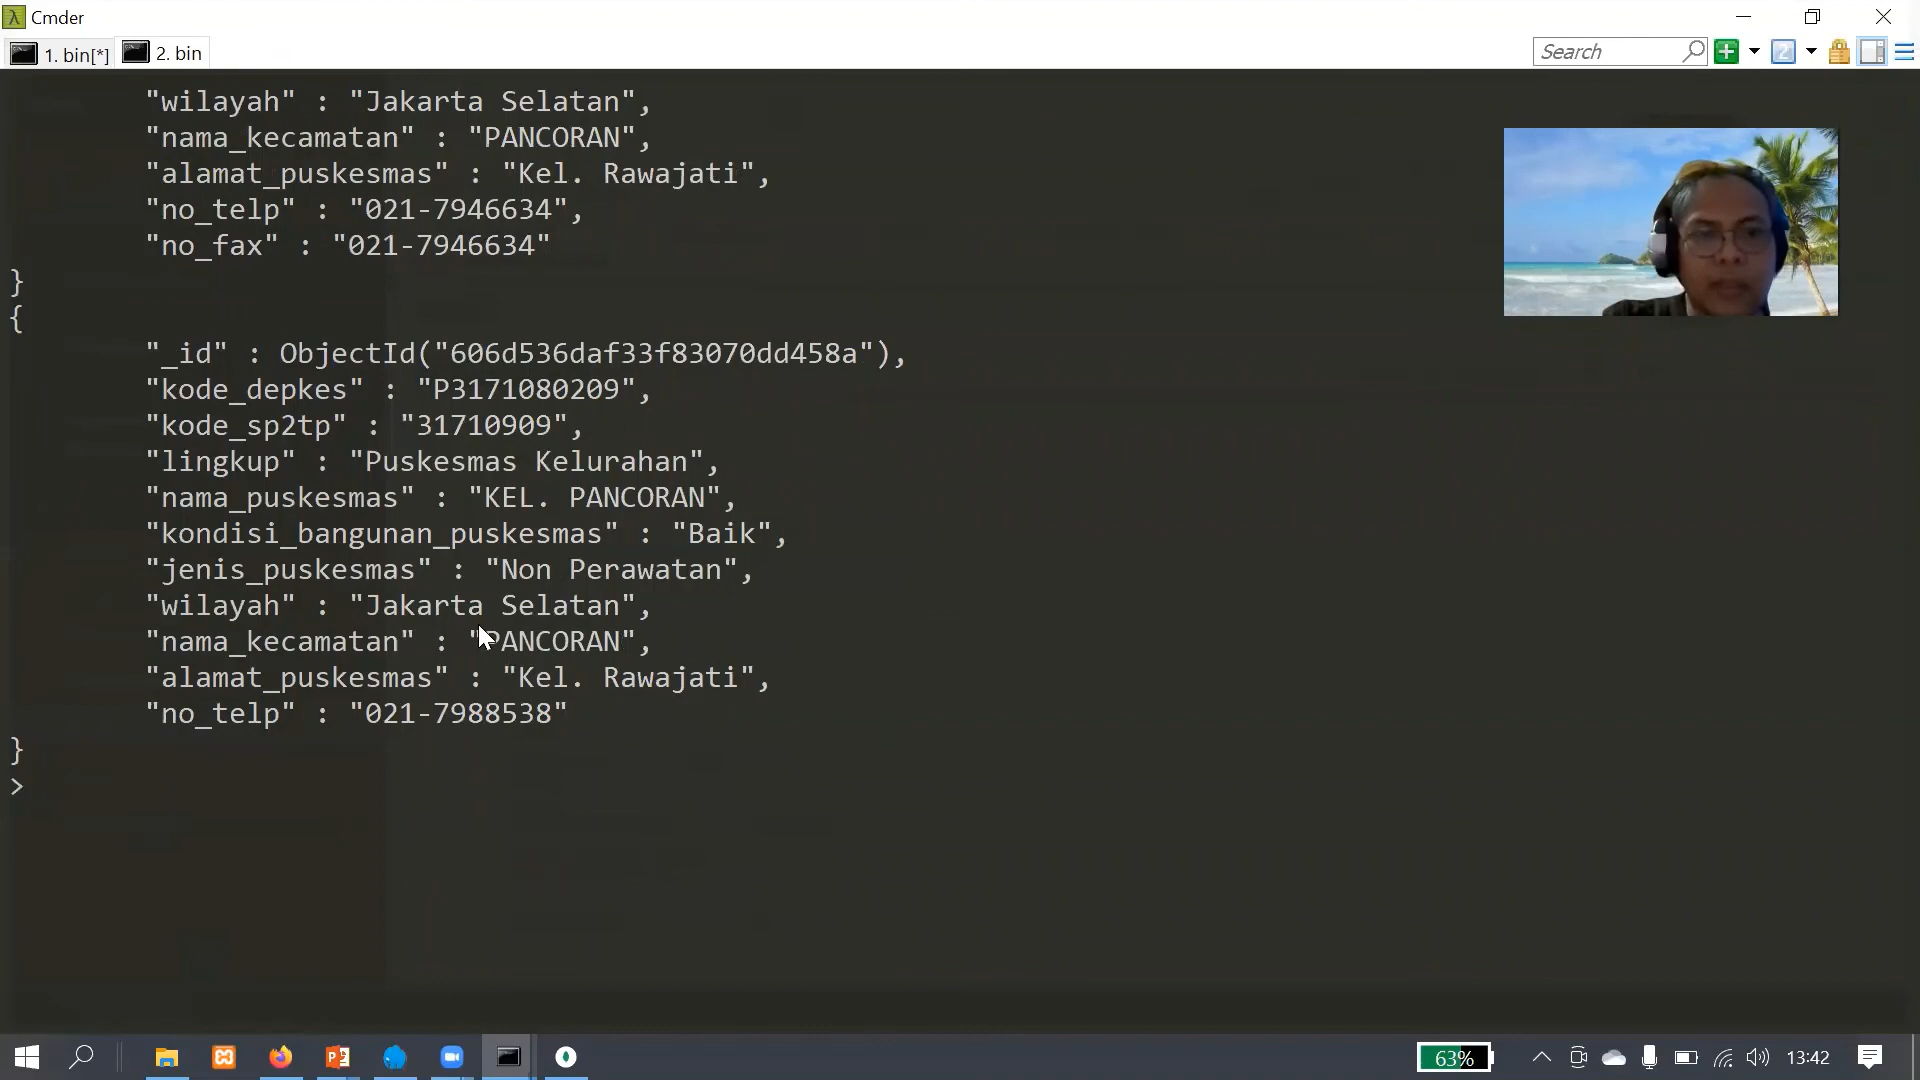 Cmder
1. bin[*]
2. bin
Search
2
"wilayah" : "Jakarta Selatan",
"nama_kecamatan" : "PANCORAN",
"alamat_puskesmas" : "Kel. Rawajati",
"no_telp" : "021-7946634",
"no_fax" : "021-7946634"
}
{
"_id" : ObjectId("606d536daf33f83070dd458a"),
"kode_depkes" : "P3171080209",
"kode_sp2tp" : "31710909",
"lingkup" : "Puskesmas Kelurahan",
"nama_puskesmas" : "KEL. PANCORAN",
"kondisi_bangunan_puskesmas" : "Baik",
"jenis_puskesmas" : "Non Perawatan",
"wilayah" : "Jakarta Selatan",
"nama_kecamatan" : "PANCORAN",
"alamat_puskesmas" : "Kel. Rawajati",
"no_telp" : "021-7988538"
}
>
63%
13:42